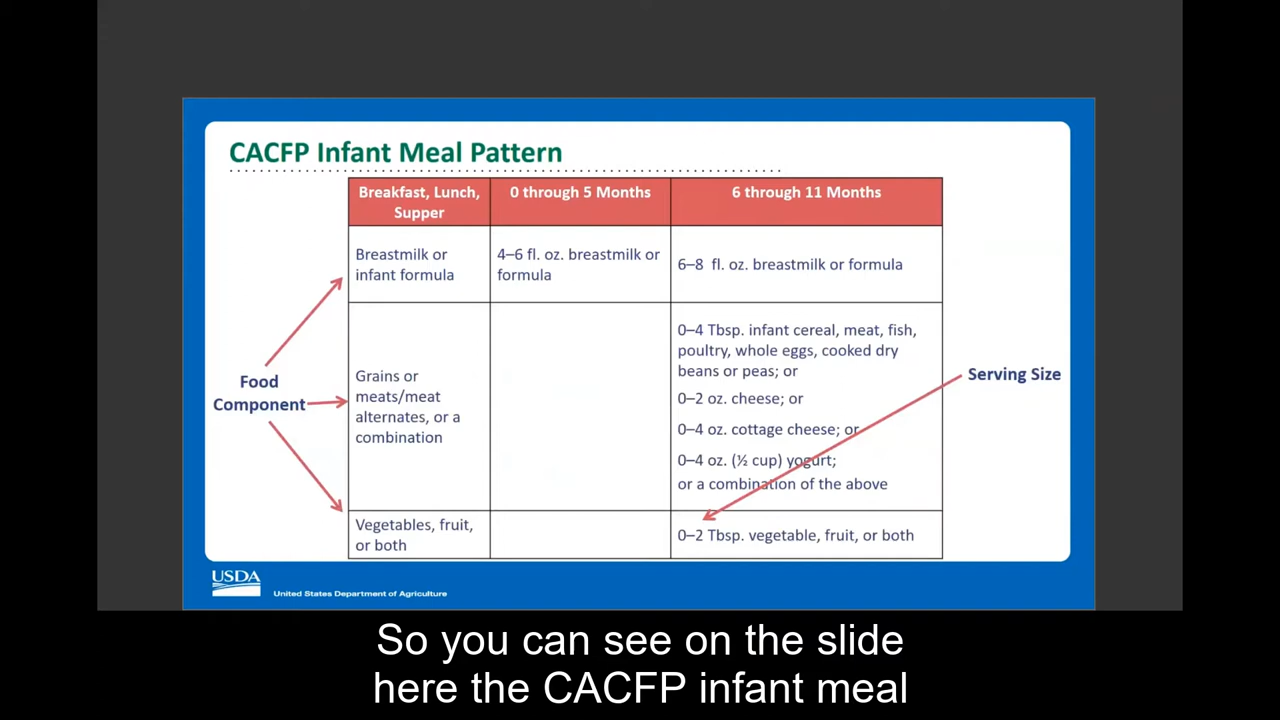 CACFP Infant Meal Pattern
Breakfast, Lunch,
Supper
0 through 5 Months
6 through 11 Months
Breastmilk or
infant formula
4–6 fl. oz. breastmilk or
formula
6–8 fl. oz. breastmilk or formula
Food
Component
Grains or
meats/meat
alternates, or a
combination
0–4 Tbsp. infant cereal, meat, fish,
poultry, whole eggs, cooked dry
beans or peas; or
0–2 oz. cheese; or
0–4 oz. cottage cheese; or
0–4 oz. (½ cup) yogurt;
or a combination of the above
Serving Size
Vegetables, fruit,
or both
0–2 Tbsp. vegetable, fruit, or both
USDA
United States Department of Agriculture
So you can see on the slide
here the CACFP infant meal